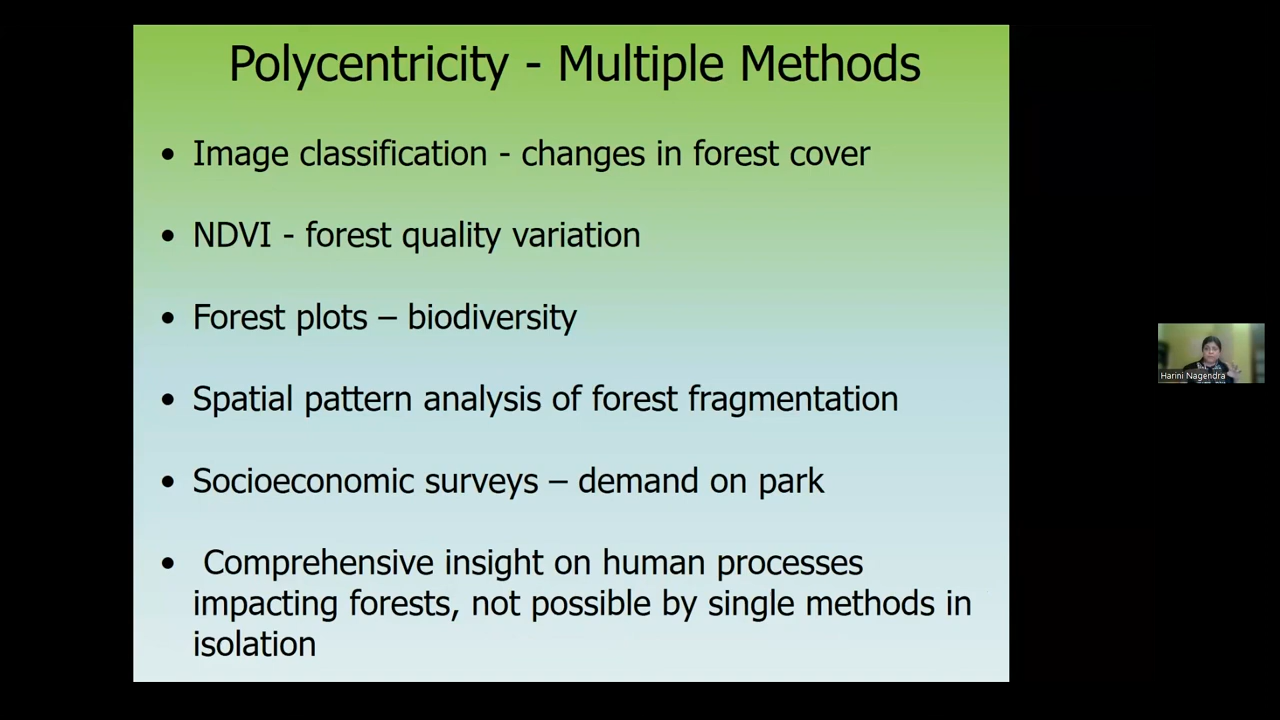 Polycentricity - Multiple Methods
• Image classification - changes in forest cover
• NDVI - forest quality variation
• Forest plots – biodiversity
• Spatial pattern analysis of forest fragmentation
• Socioeconomic surveys – demand on park
• Comprehensive insight on human processes
impacting forests, not possible by single methods in
isolation
Harini Nagendra